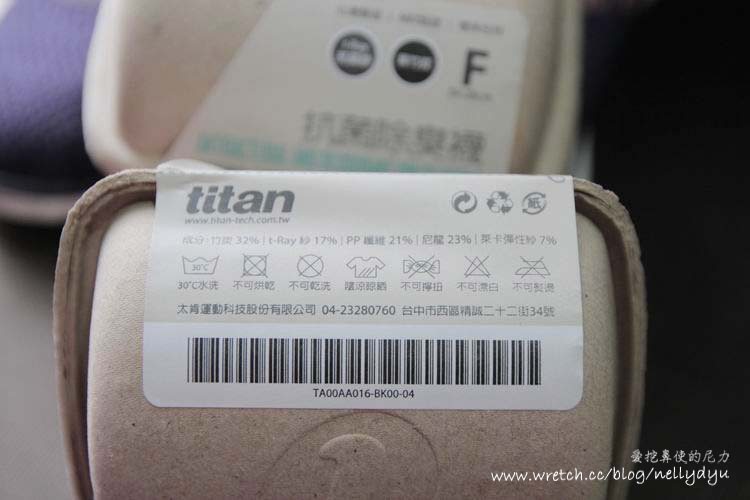 F
抗菌除臭襪
titan
www.titan-tech.com.tw
紙
成分:竹炭 32% | t-Ray 紗 17% | PP 纖維 21% | 尼龍 23% | 萊卡彈性紗 7%
30°C
30°C水洗 不可烘乾 不可乾洗 陰涼晾曬 不可擰扭 不可漂白 不可熨燙
太肯運動科技股份有限公司 04-23280760 台中市西區精誠二十二街34號
TA00AA016-BK00-04
愛挖鼻使的尼力
www.wretch.cc/blog/nellydyu